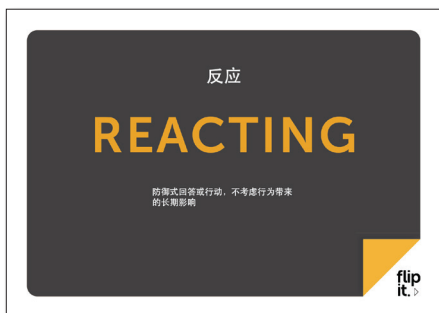 反应
REACTING
防御式回答或行动，不考虑行为带来
的长期影响
flip
it.